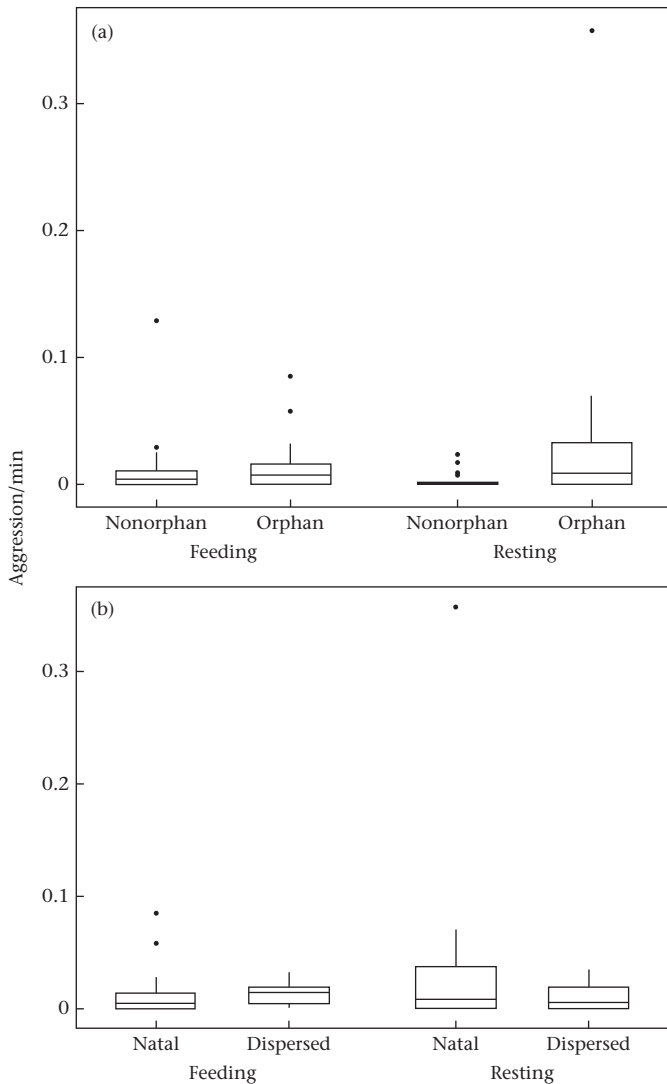 (a)
0.3
0.2
0.1
0
Nonorphan Orphan Nonorphan Orphan
Feeding Resting
Aggression/min
(b)
0.3
0.2
0.1
0
Natal Dispersed Natal Dispersed
Feeding Resting